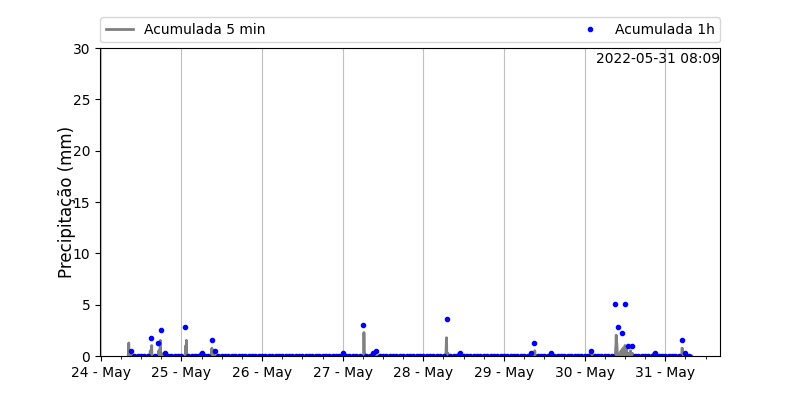 Acumulada 5 min
Acumulada 1h
2022-05-31 08:09
Precipitação (mm)
30
25
20
15
10
5
0
24 - May 25 - May 26 - May 27 - May 28 - May 29 - May 30 - May 31 - May